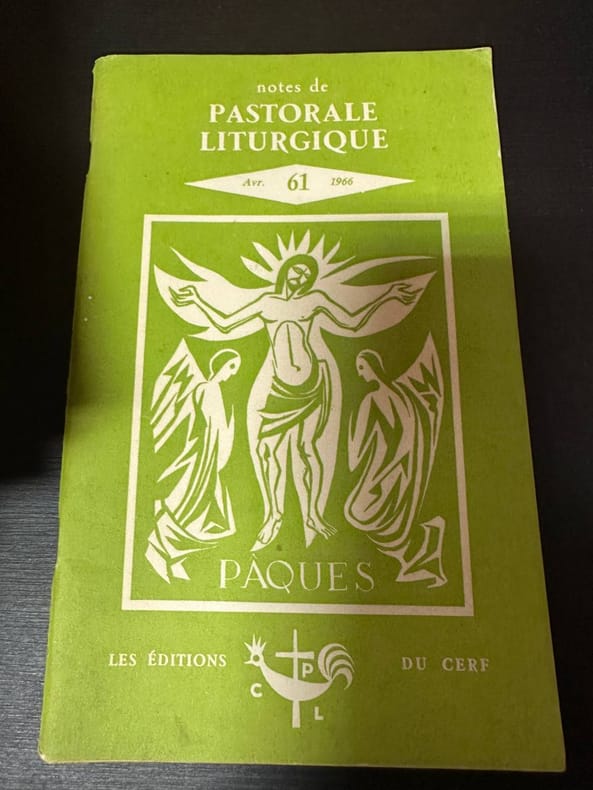 notes de
PASTORALE
LITURGIQUE
Avr. 61 1966
PÂQUES
LES ÉDITIONS DU CERF
C P L